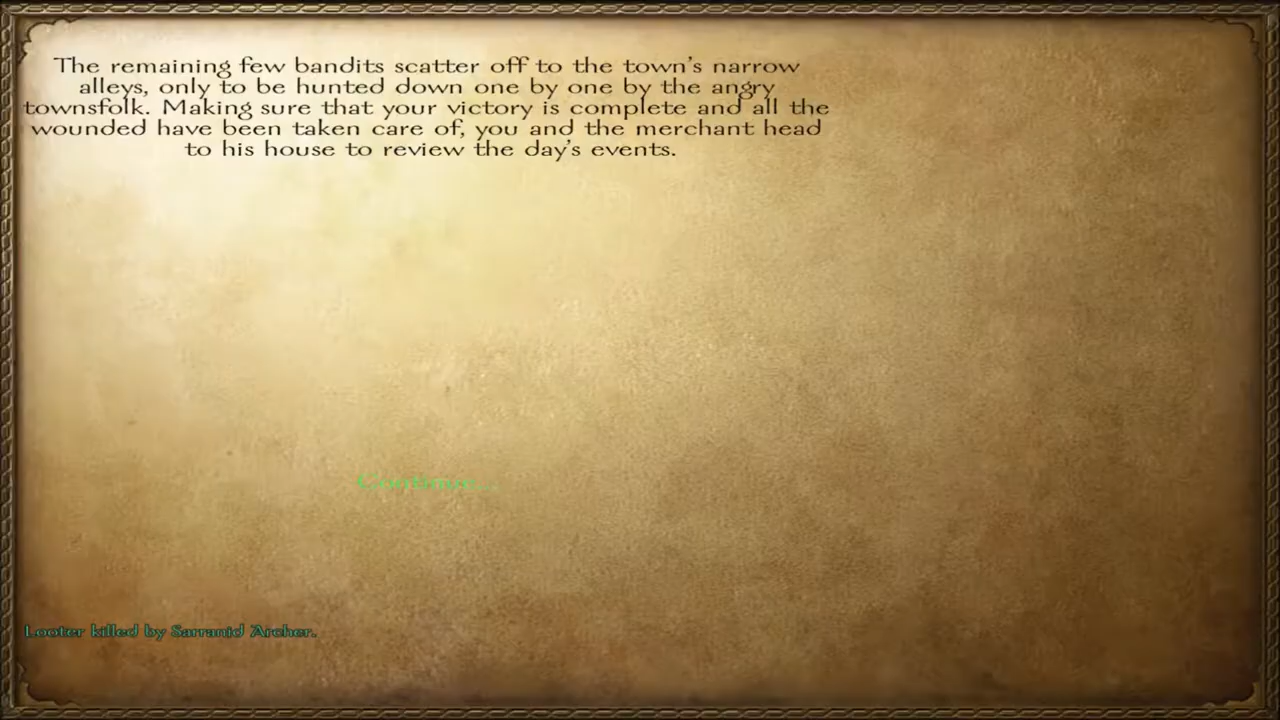 The remaining few bandits scatter off to the town's narrow
alleys, only to be hunted down one by one by the angry
townsfolk. Making sure that your victory is complete and all the
wounded have been taken care of, you and the merchant head
to his house to review the day's events.
Continue...
Looter killed by Sarranid Archer.